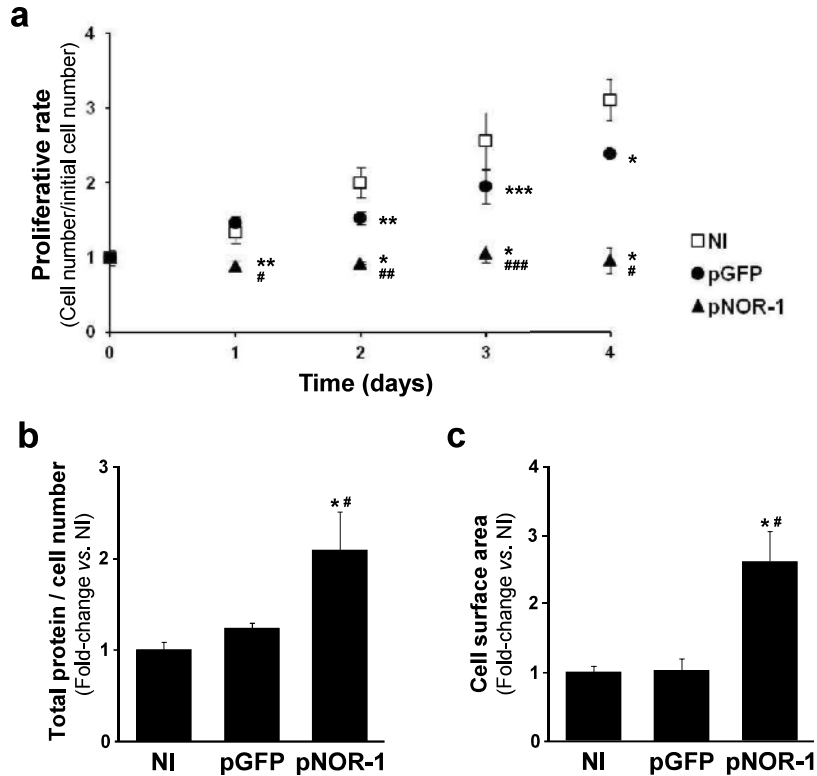 a
Proliferative rate
(Cell number/initial cell number)
4
3
2
1
0
0
1
2
3
4
Time (days)
**
#
**
*
##
***
*
###
*
*
#
NI
pGFP
pNOR-1
b
Total protein / cell number
(Fold-change vs. NI)
3
2
1
0
* #
NI
pGFP
pNOR-1
c
Cell surface area
(Fold-change vs. NI)
4
3
2
1
0
* #
NI
pGFP
pNOR-1